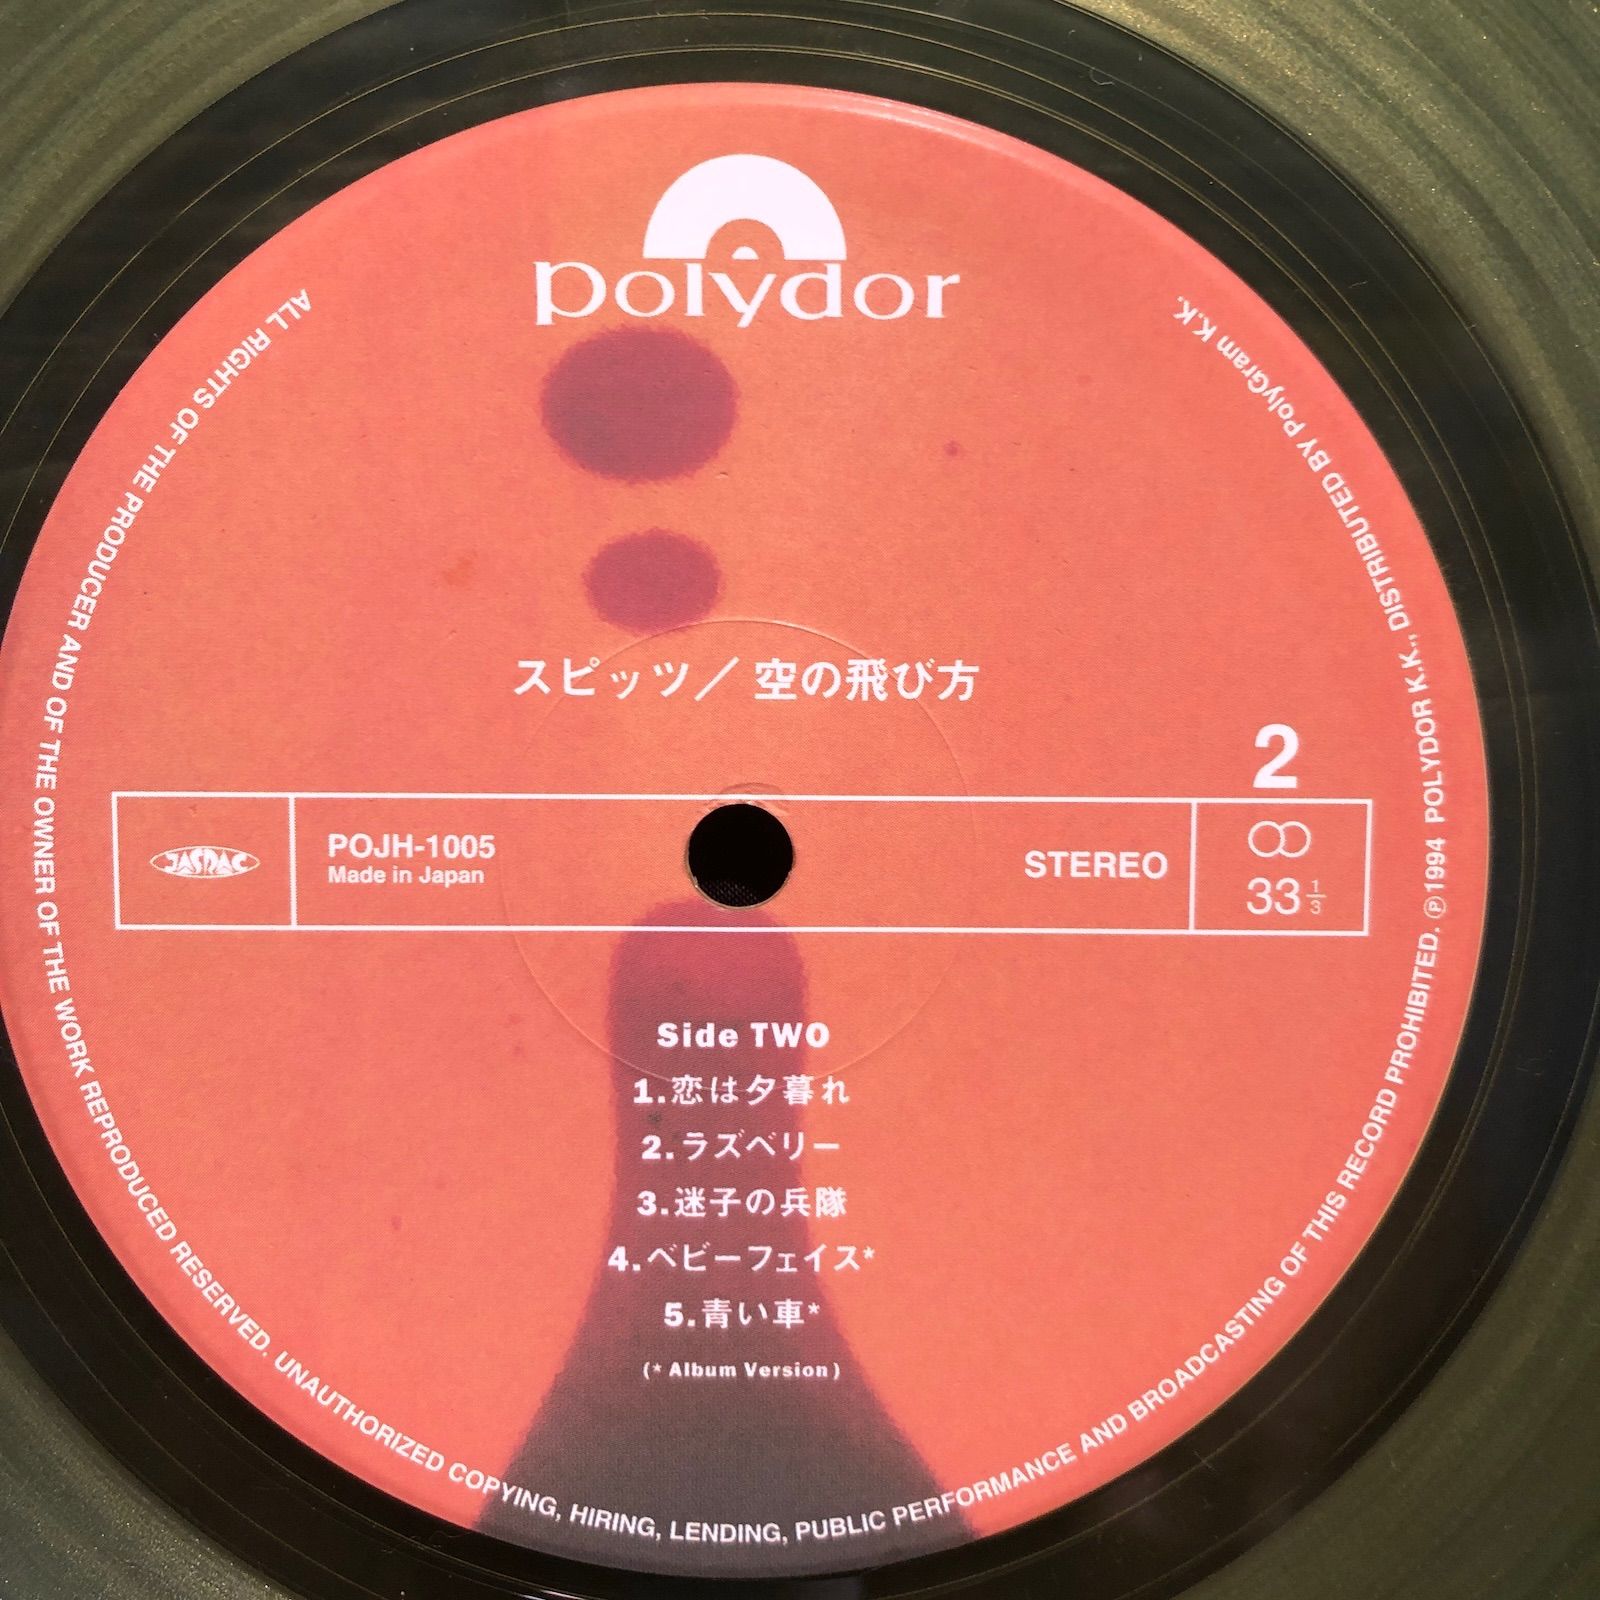 polydor
スピッツ／空の飛び方
2
JASRAC
POJH-1005
Made in Japan
STEREO
33 1/3
Side TWO
1.恋は夕暮れ
2.ラズベリー
3.迷子の兵隊
4.ベビーフェイス*
5.青い車*
(* Album Version)
ALL RIGHTS OF THE PRODUCER AND OF THE OWNER OF THE WORK REPRODUCED RESERVED. UNAUTHORIZED COPYING, HIRING, LENDING, PUBLIC PERFORMANCE AND BROADCASTING OF THIS RECORD PROHIBITED. ℗1994 POLYDOR K.K., DISTRIBUTED BY PolyGram K.K.